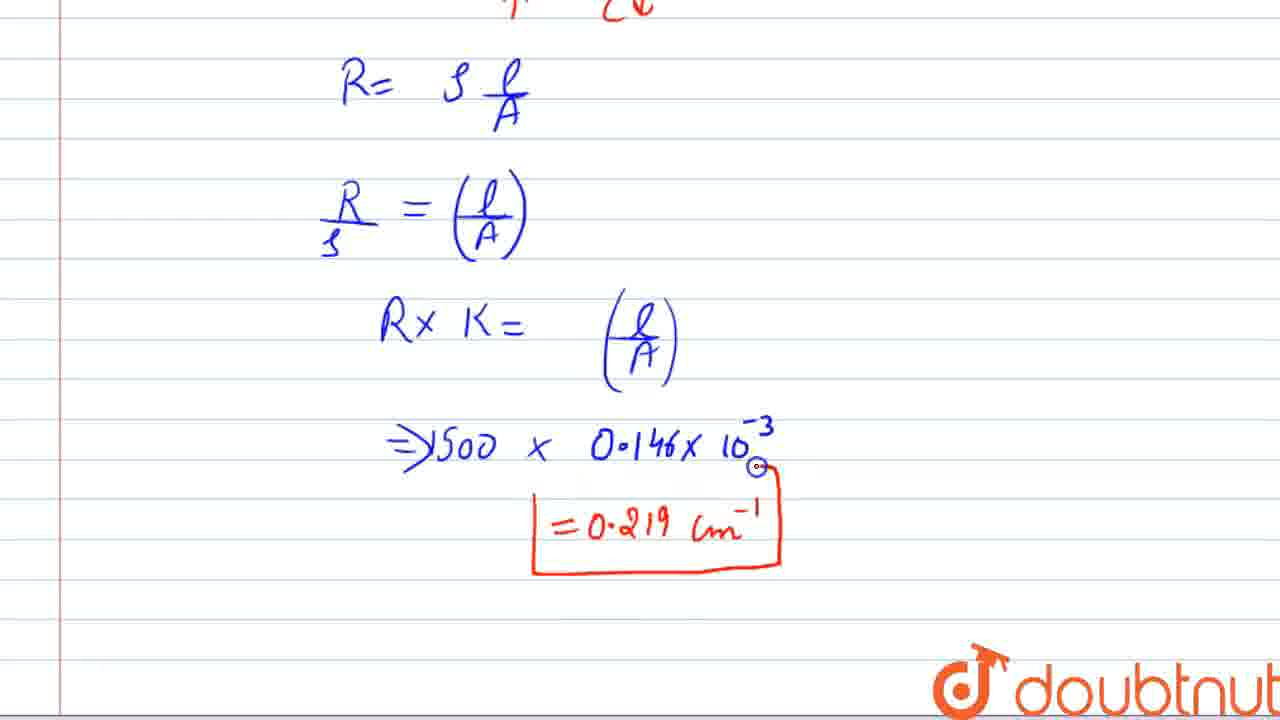 R= ρ l/A
R/ρ = (l/A)
R× K= (l/A)
⇒1500 × 0.146× 10⁻³
=0.219 cm⁻¹
doubtnut